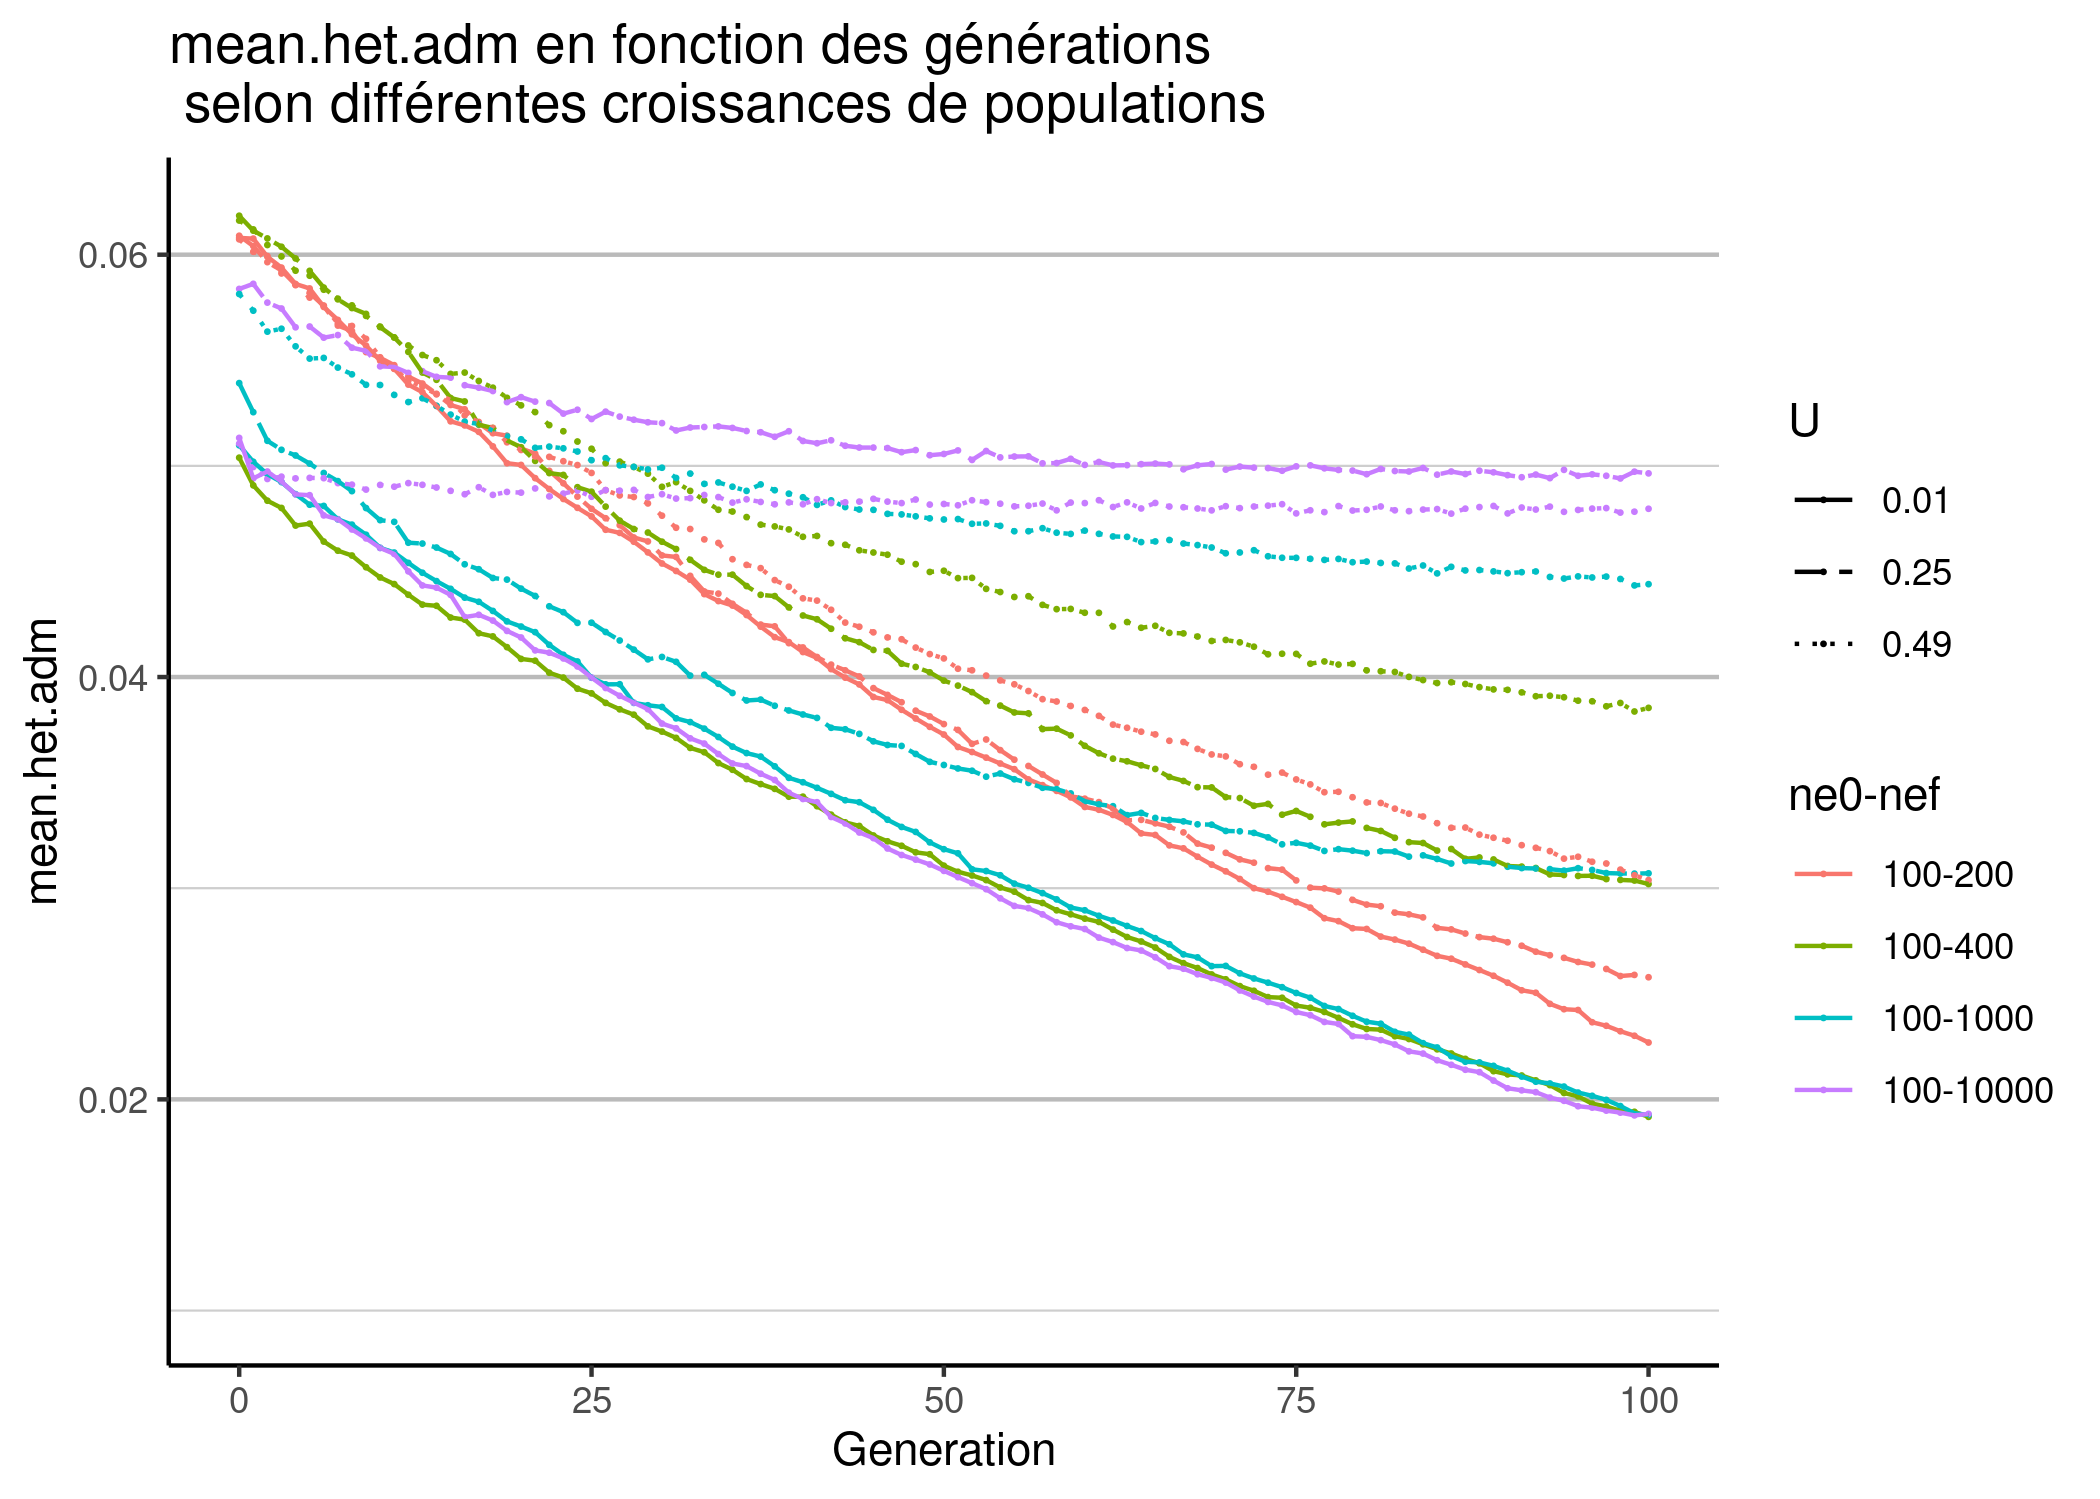 mean.het.adm en fonction des générations
selon différentes croissances de populations
mean.het.adm
0.06
0.04
0.02
0
25
50
75
100
Generation
U
0.01
0.25
0.49
ne0-nef
100-200
100-400
100-1000
100-10000